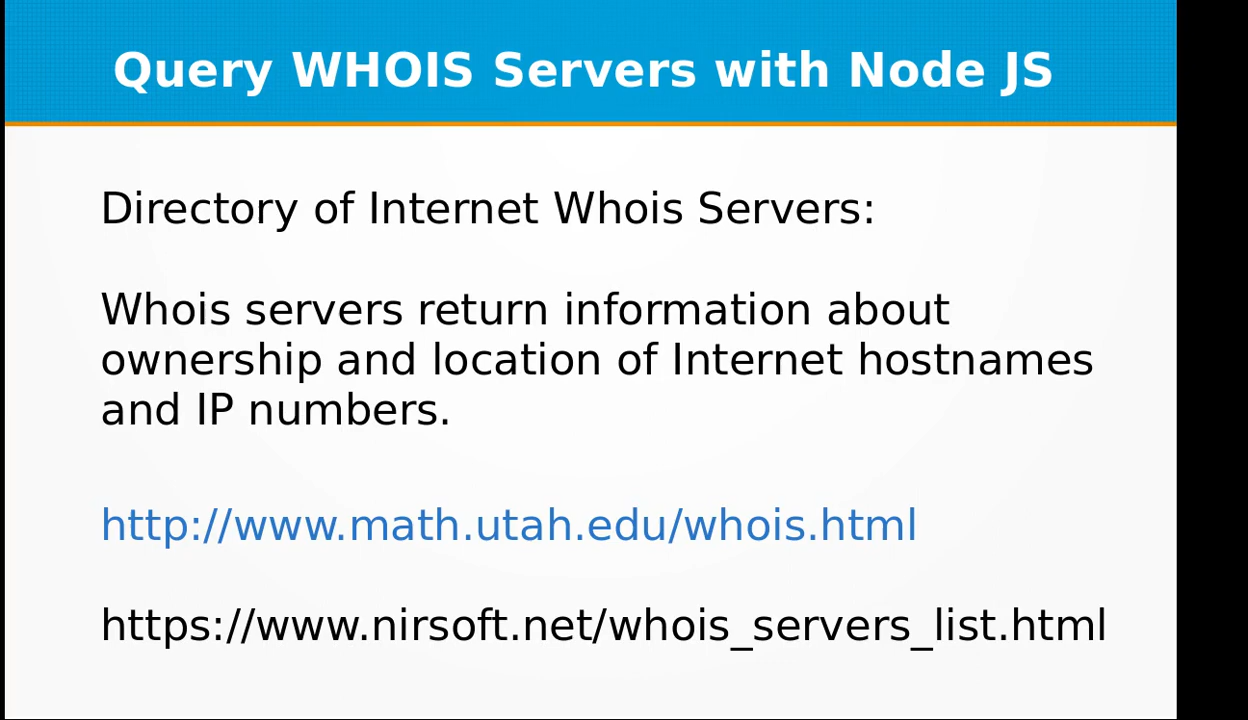 Query WHOIS Servers with Node JS
Directory of Internet Whois Servers:
Whois servers return information about
ownership and location of Internet hostnames
and IP numbers.
http://www.math.utah.edu/whois.html
https://www.nirsoft.net/whois_servers_list.html